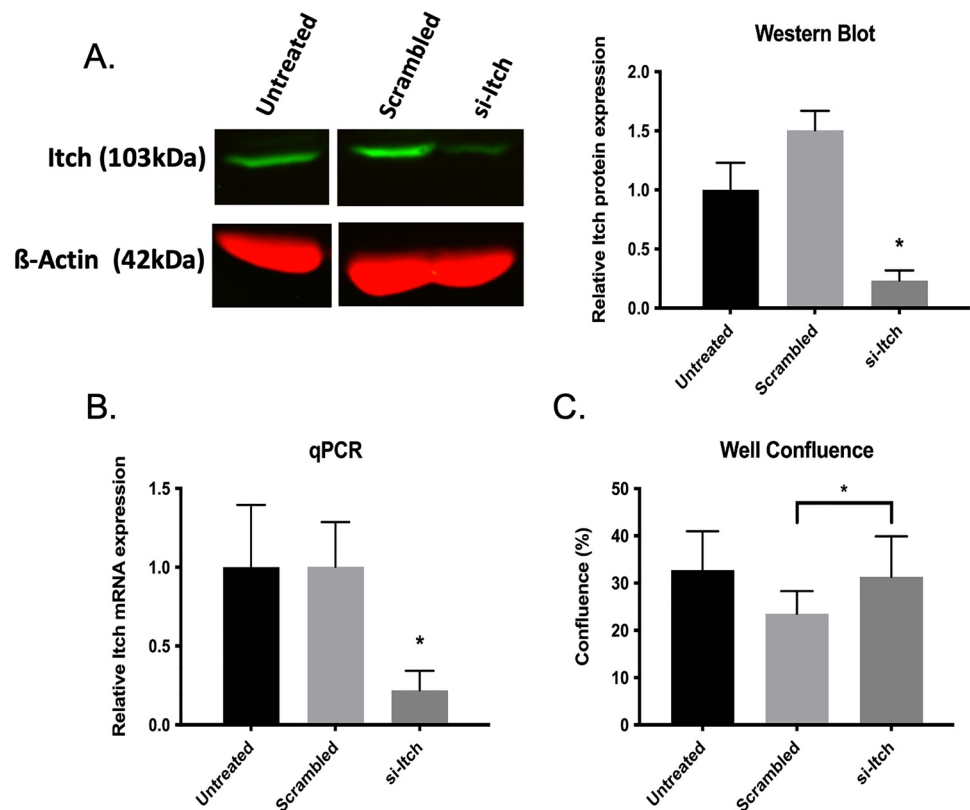 A.
Untreated
Scrambled
si-Itch
Itch (103kDa)
ß-Actin (42kDa)
Western Blot
Relative Itch protein expression
2.0
1.5
1.0
0.5
0.0
*
Untreated
Scrambled
si-Itch
B.
qPCR
Relative Itch mRNA expression
1.5
1.0
0.5
0.0
*
Untreated
Scrambled
si-Itch
C.
Well Confluence
Confluence (%)
50
40
30
20
10
0
*
Untreated
Scrambled
si-Itch